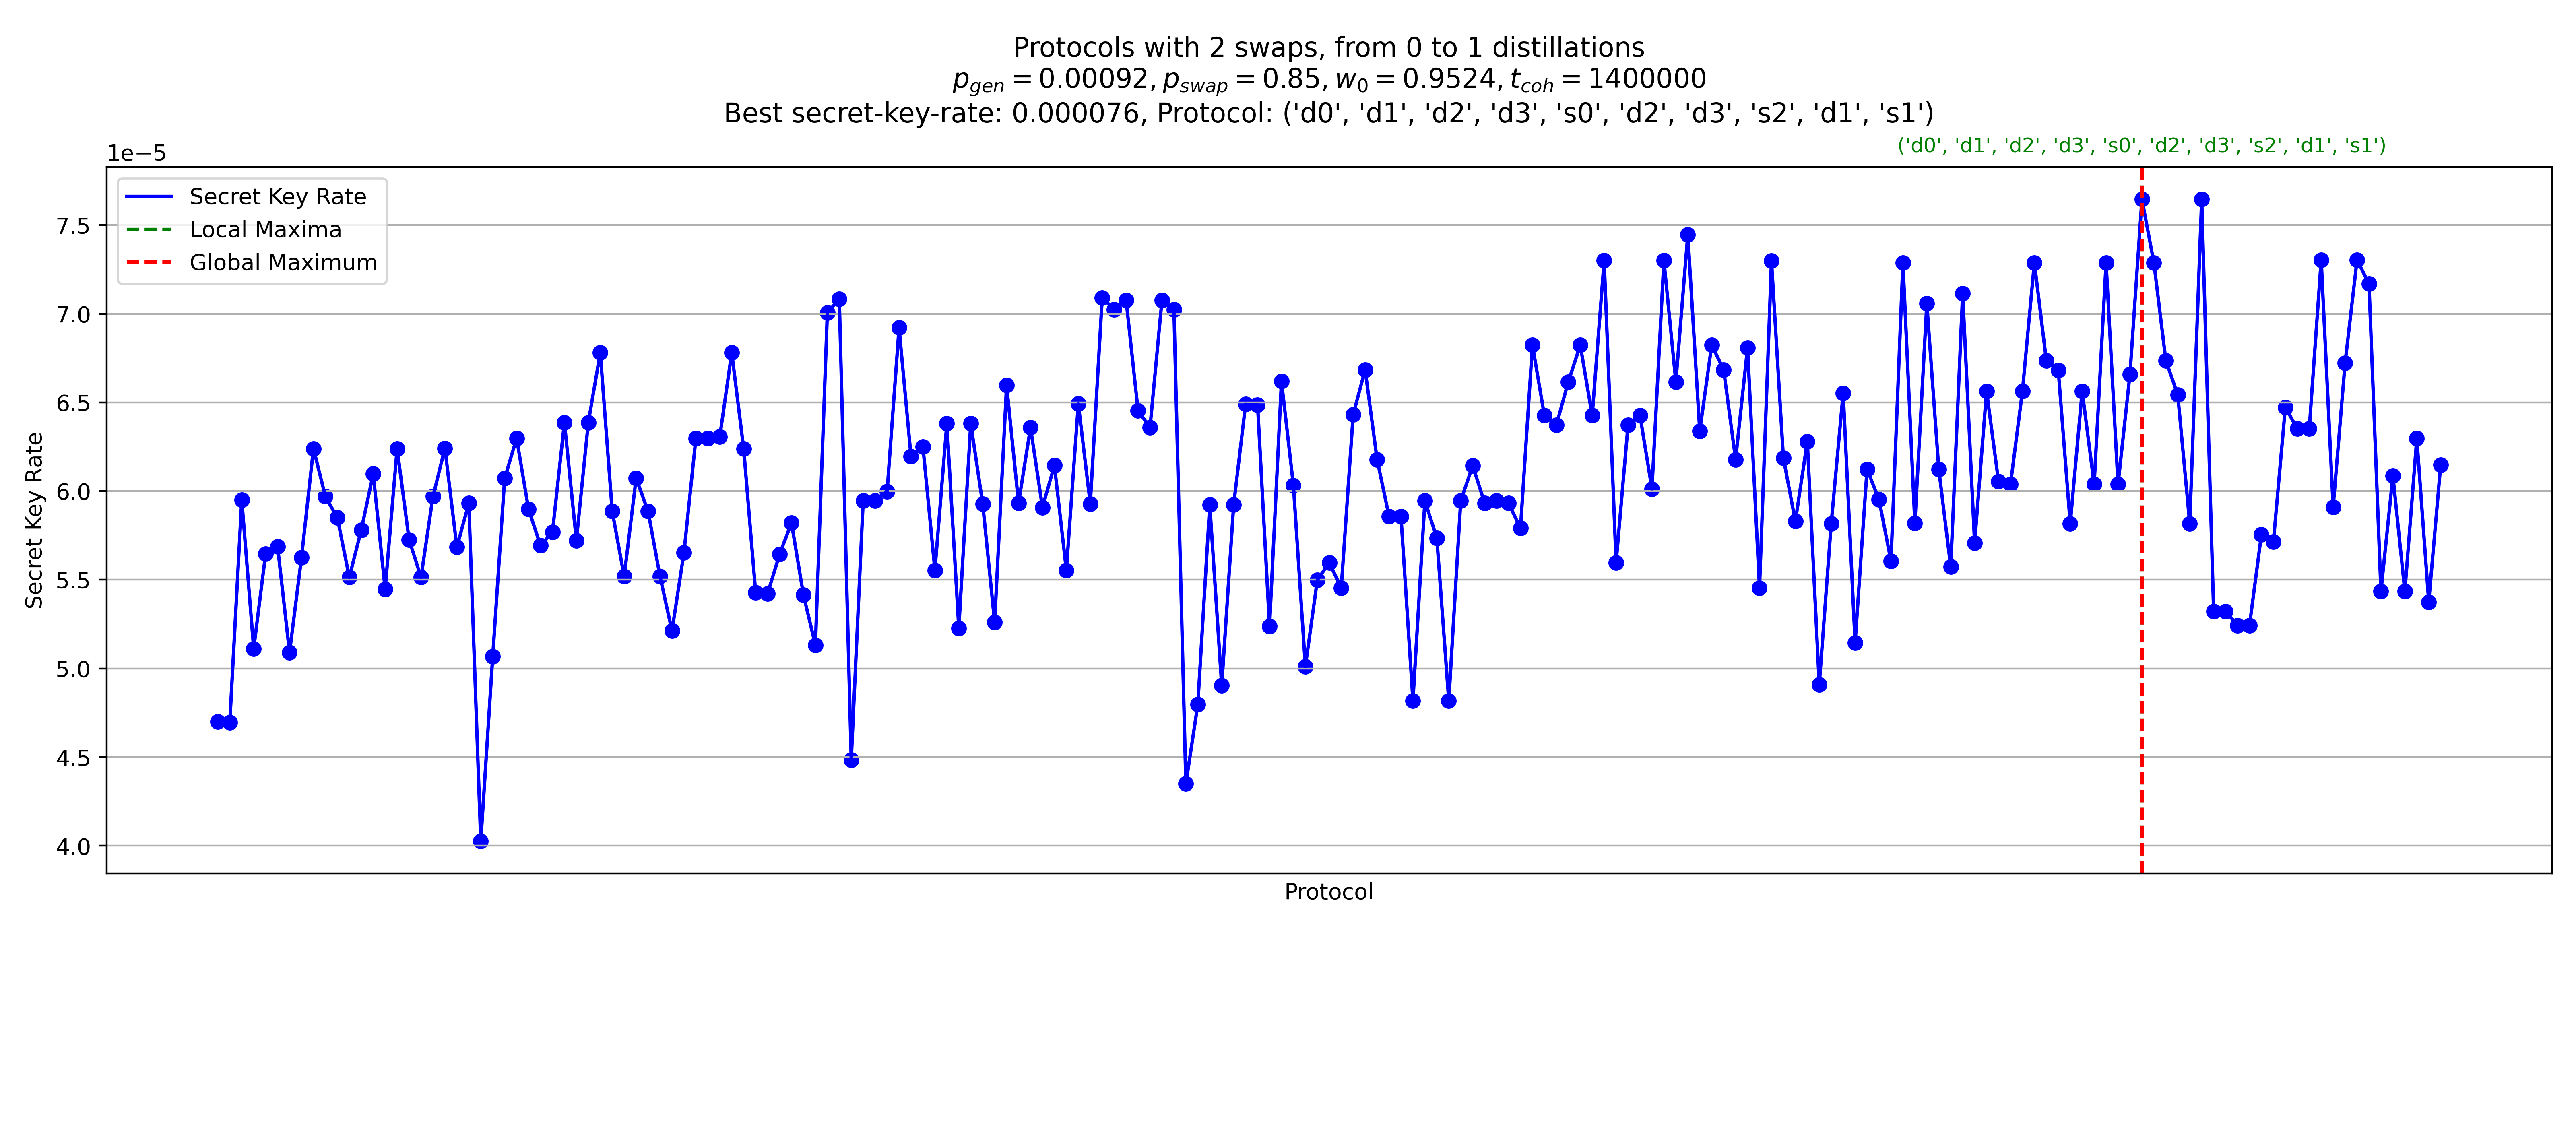 Protocols with 2 swaps, from 0 to 1 distillations
p_gen = 0.00092, p_swap = 0.85, w_0 = 0.9524, t_coh = 1400000
Best secret-key-rate: 0.000076, Protocol: ('d0', 'd1', 'd2', 'd3', 's0', 'd2', 'd3', 's2', 'd1', 's1')
('d0', 'd1', 'd2', 'd3', 's0', 'd2', 'd3', 's2', 'd1', 's1')
1e−5
Secret Key Rate
Local Maxima
Global Maximum
7.5
7.0
6.5
6.0
5.5
5.0
4.5
4.0
Secret Key Rate
Protocol